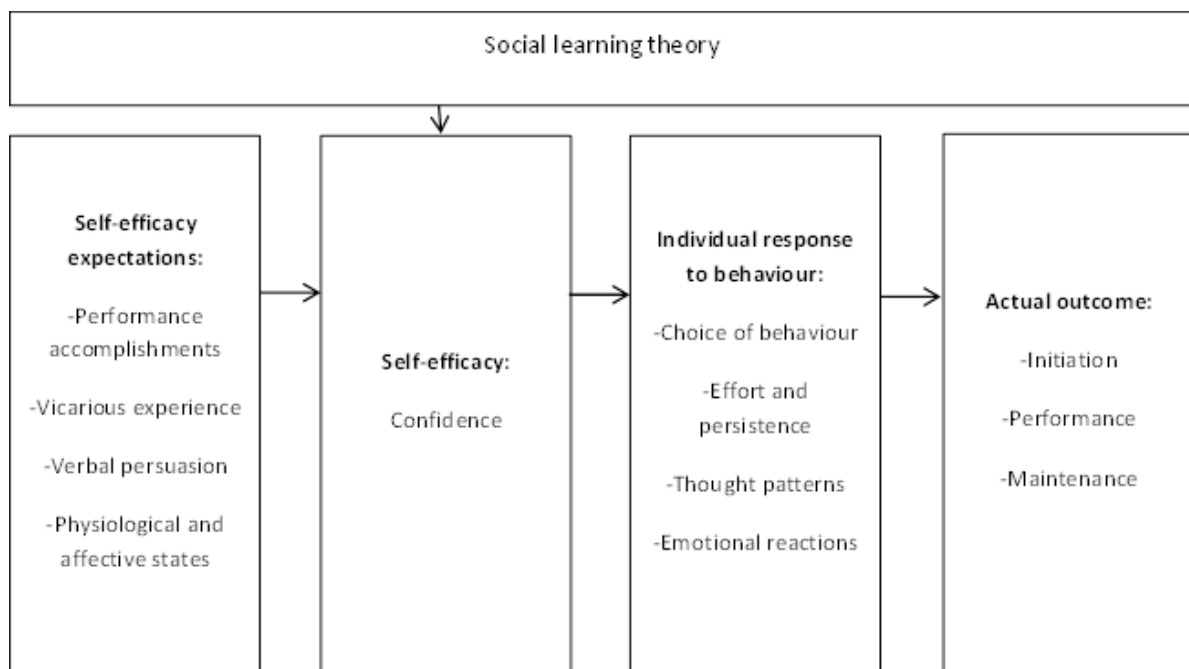 Social learning theory
Self-efficacy
expectations:
-Performance
accomplishments
-Vicarious experience
-Verbal persuasion
-Physiological and
affective states
Self-efficacy:
Confidence
Individual response
to behaviour:
-Choice of behaviour
-Effort and
persistence
-Thought patterns
-Emotional reactions
Actual outcome:
-Initiation
-Performance
-Maintenance